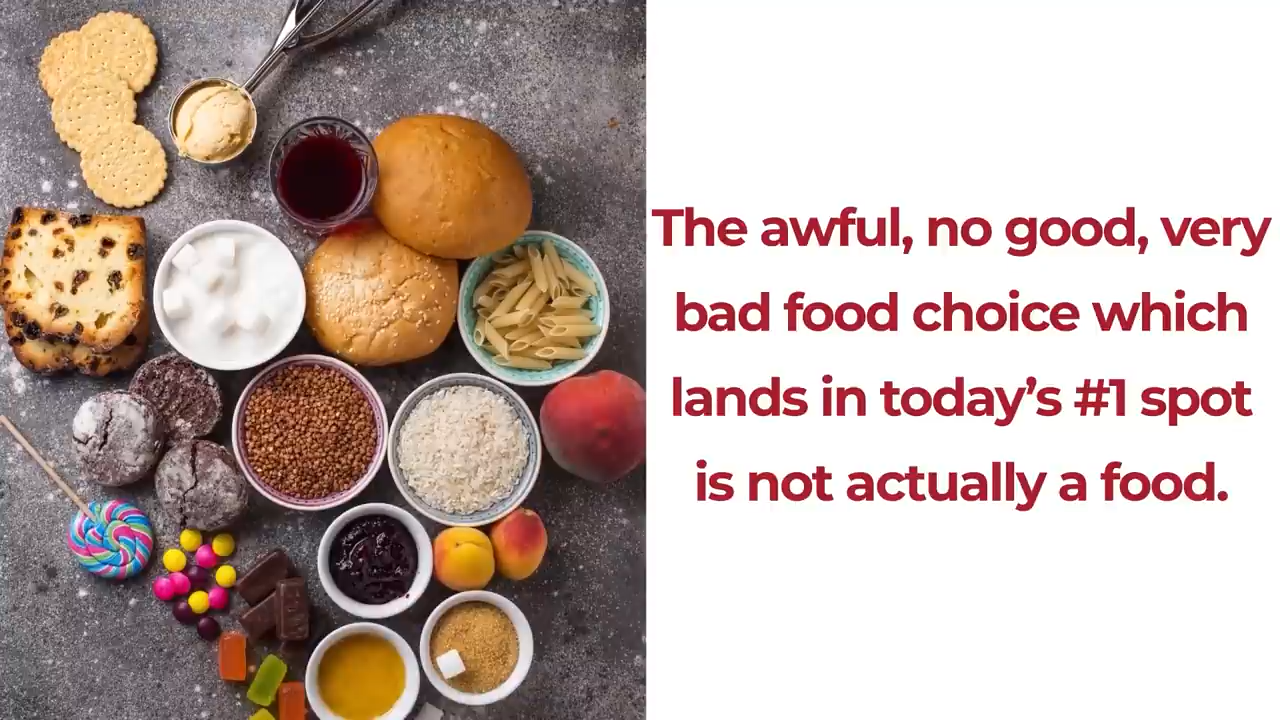 The awful, no good, very
bad food choice which
lands in today’s #1 spot
is not actually a food.